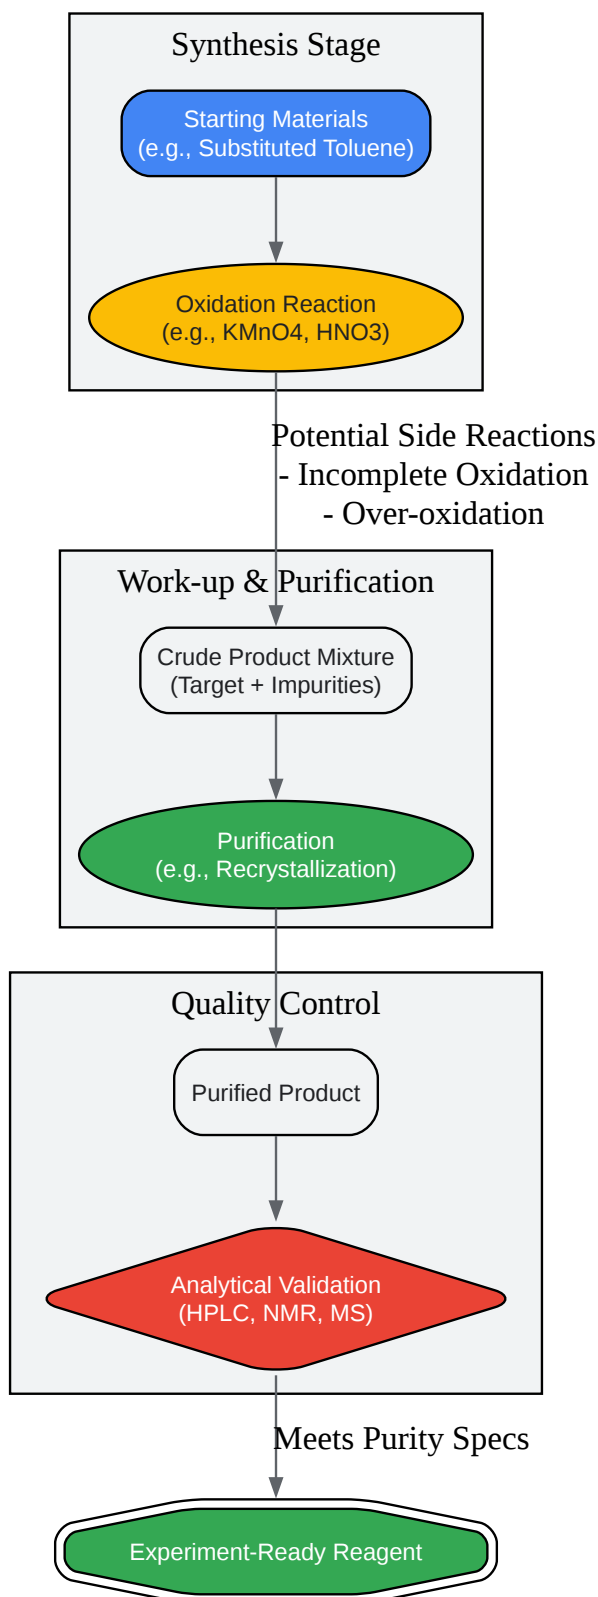 Synthesis Stage
Starting Materials
(e.g., Substituted Toluene)
Oxidation Reaction
(e.g., KMnO4, HNO3)
Potential Side Reactions
- Incomplete Oxidation
- Over-oxidation
Work-up & Purification
Crude Product Mixture
(Target + Impurities)
Purification
(e.g., Recrystallization)
Quality Control
Purified Product
Analytical Validation
(HPLC, NMR, MS)
Meets Purity Specs
Experiment-Ready Reagent